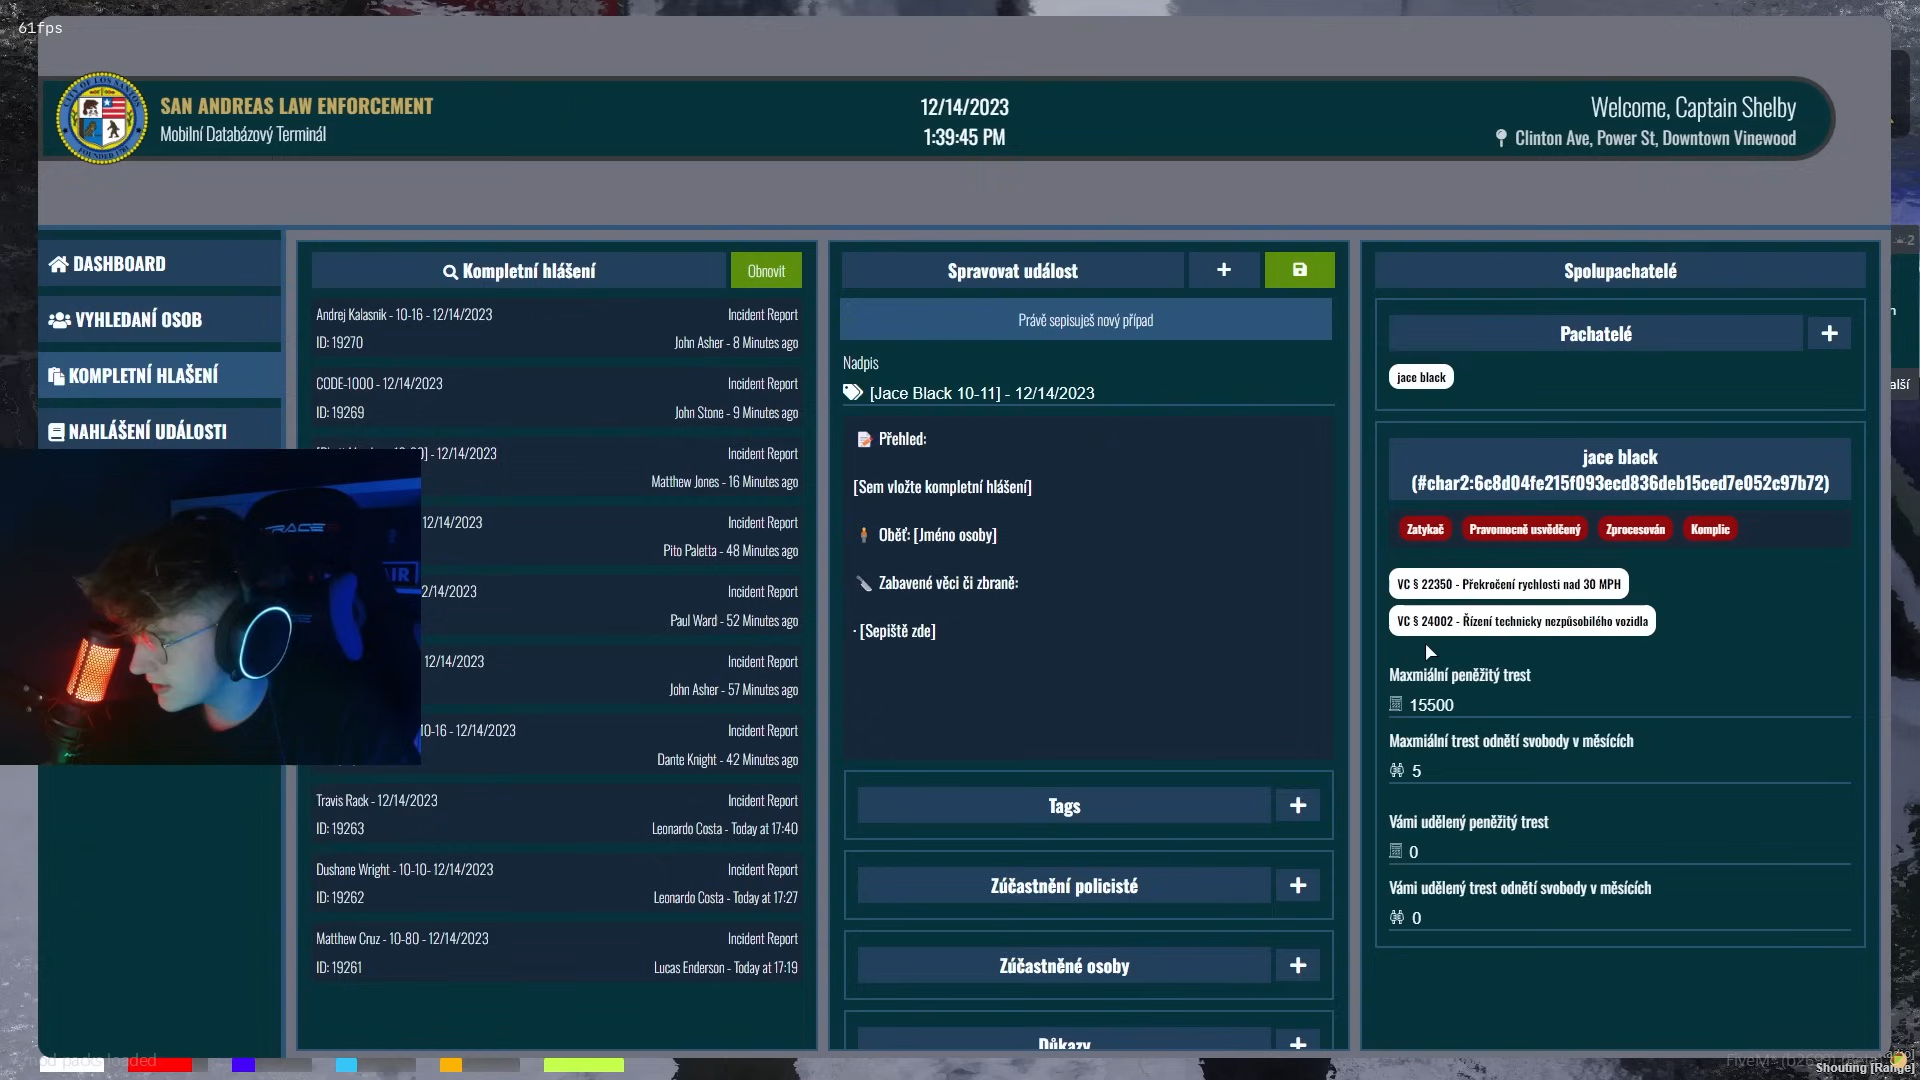 61fps
SAN ANDREAS LAW ENFORCEMENT
Mobilní Databázový Terminál
12/14/2023
1:39:45 PM
Welcome, Captain Shelby
Clinton Ave, Power St, Downtown Vinewood
DASHBOARD
VYHLEDANÍ OSOB
KOMPLETNÍ HLAŠENÍ
NAHLÁŠENÍ UDÁLOSTI
Kompletní hlášení
Obnovit
Andrej Kalasnik - 10-16 - 12/14/2023
Incident Report
ID: 19270
John Asher - 8 Minutes ago
CODE-1000 - 12/14/2023
Incident Report
ID: 19269
John Stone - 9 Minutes ago
- 12/14/2023
Incident Report
Matthew Jones - 16 Minutes ago
12/14/2023
Incident Report
Pito Paletta - 48 Minutes ago
2/14/2023
Incident Report
Paul Ward - 52 Minutes ago
12/14/2023
Incident Report
John Asher - 57 Minutes ago
10-16 - 12/14/2023
Incident Report
Dante Knight - 42 Minutes ago
Travis Rack - 12/14/2023
Incident Report
ID: 19263
Leonardo Costa - Today at 17:40
Dushane Wright - 10-10- 12/14/2023
Incident Report
ID: 19262
Leonardo Costa - Today at 17:27
Matthew Cruz - 10-80 - 12/14/2023
Incident Report
ID: 19261
Lucas Enderson - Today at 17:19
Spravovat událost
Právě sepisuješ nový případ
Nadpis
[Jace Black 10-11] - 12/14/2023
Přehled:
[Sem vložte kompletní hlášení]
Oběť: [Jméno osoby]
Zabavené věci či zbraně:
· [Sepiště zde]
Tags
Zúčastnění policisté
Zúčastněné osoby
Důkazy
Spolupachatelé
Pachatelé
jace black
jace black
(#char2:6c8d04fe215f093ecd836deb15ced7e052c97b72)
Zatykač
Pravomocně usvědčený
Zprocesován
Komplic
VC § 22350 - Překročení rychlosti nad 30 MPH
VC § 24002 - Řízení technicky nezpůsobilého vozidla
Maxmiální peněžitý trest
15500
Maxmiální trest odnětí svobody v měsících
5
Vámi udělený peněžitý trest
0
Vámi udělený trest odnětí svobody v měsících
0
RACE
AIR
mod packs loaded
Shouting [Range]